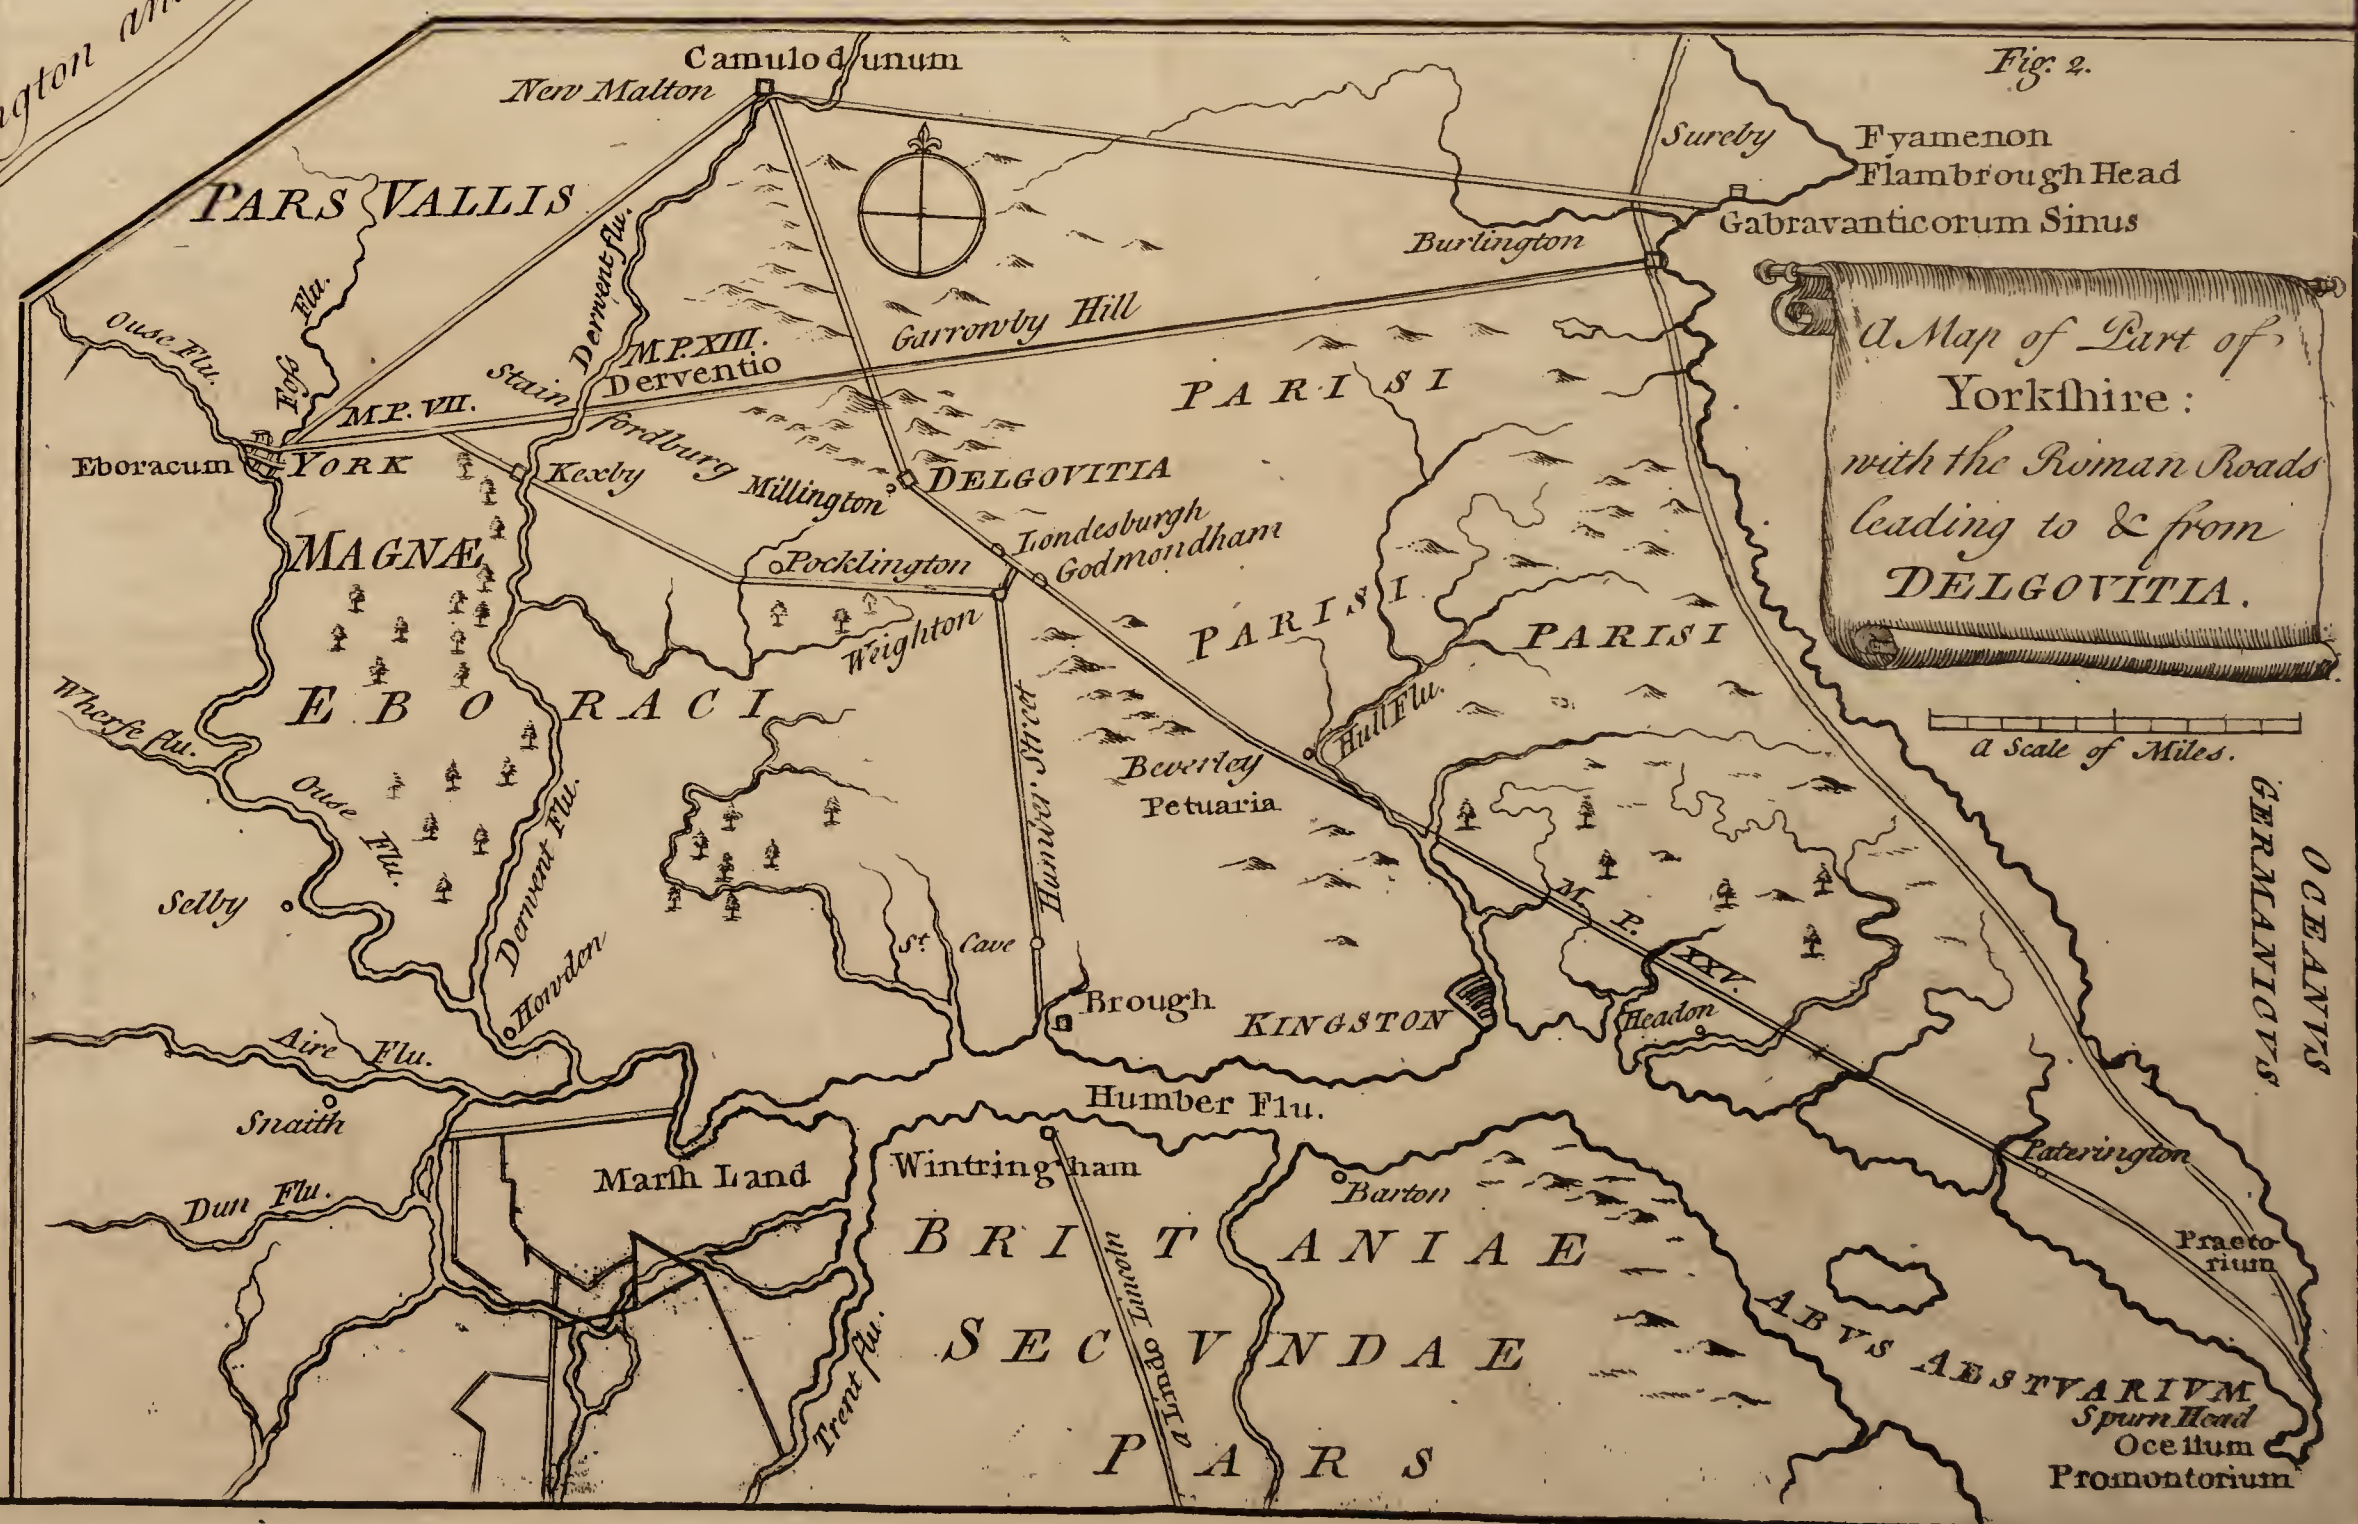 Fig. 2.
Camulodunum
New Malton
Sureby
Fyamenon
Flambrough Head
Gabravanticorum Sinus
PARS VALLIS
Burlington
Derventflu.
Foſs Flu.
Ouse Flu.
Garrowby Hill
M.P.XIII.
Derventio
Stain fordburg
M.P. VII.
A Map of Part of
Yorkſhire:
with the Roman Roads
leading to & from
DELGOVITIA.
PARISI
Eboracum
YORK
Kexby
Millington
DELGOVITIA
Londesburgh
Godmondham
MAGNÆ
Pocklington
PARISI
PARISI
Weighton
EBORACI
Wherfe flu.
Hull Flu.
a Scale of Miles.
Humber Street
Beverley
Petuaria
Ouse Flu.
Dervent Flu.
OCEANVS
GERMANICVS
Selby
M. P. XXV.
St Cave
Howden
Brough
KINGSTON
Headon
Aire Flu.
Snaith
Humber Flu.
Marſh Land
Wintringham
Barton
Paterington
Dun Flu.
BRITANIAE
Praeto-
rium
a Lindo Lincoln
SECVNDAE
ABVS AESTVARIVM
Trent flu.
Spurn Head
Ocellum
Promontorium
PARS